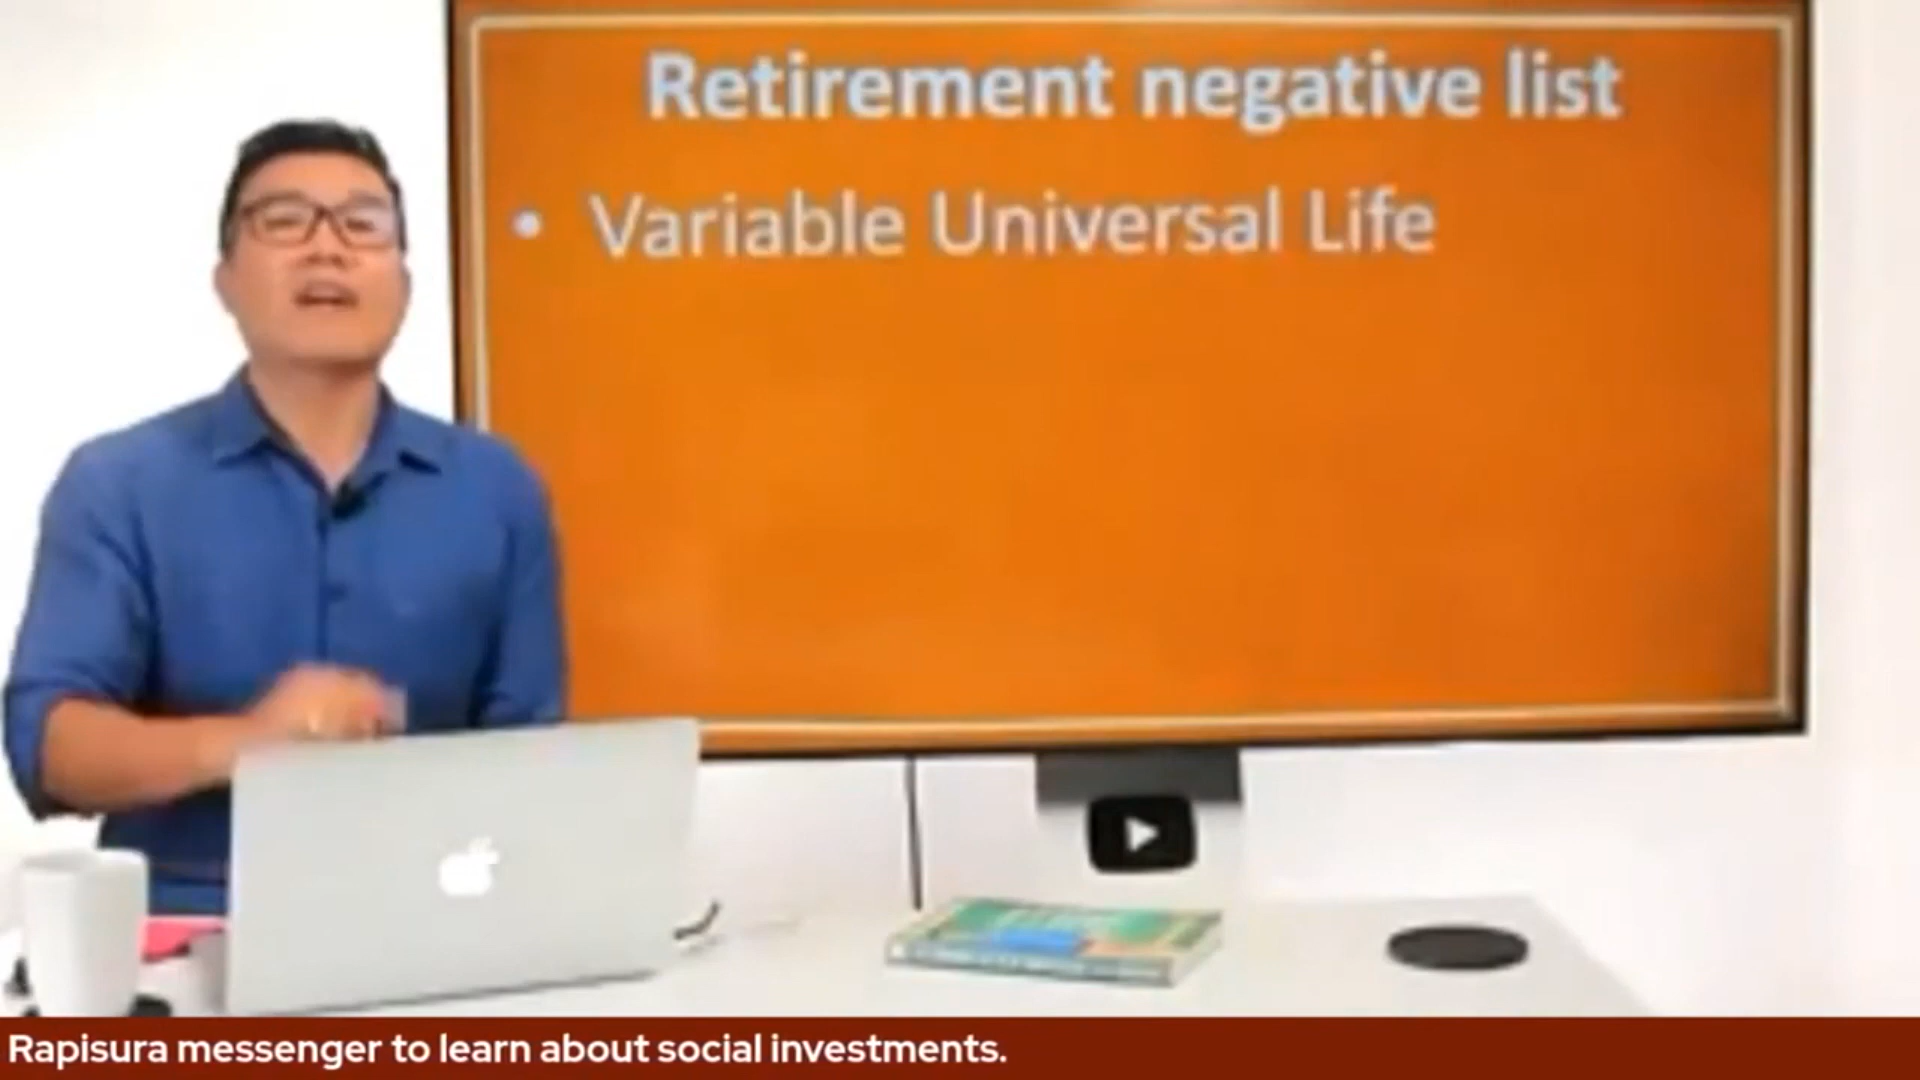 Retirement negative list
• Variable Universal Life
Rapisura messenger to learn about social investments.